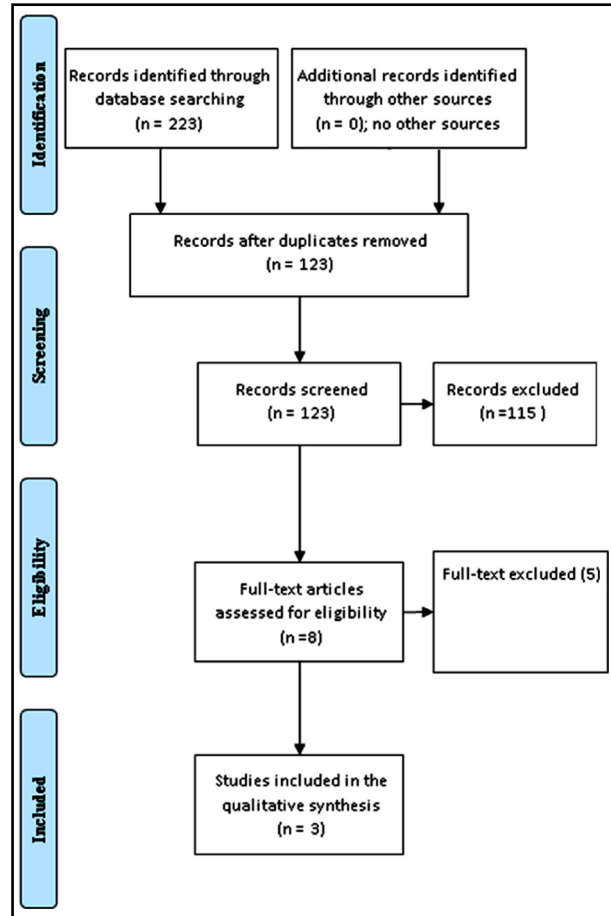 Identification
Records identified through
database searching
(n = 223)
Additional records identified
through other sources
(n = 0); no other sources
Records after duplicates removed
(n = 123)
Screening
Records screened
(n = 123)
Records excluded
(n =115 )
Eligibility
Full-text articles
assessed for eligibility
(n =8)
Full-text excluded (5)
Included
Studies included in the
qualitative synthesis
(n = 3)